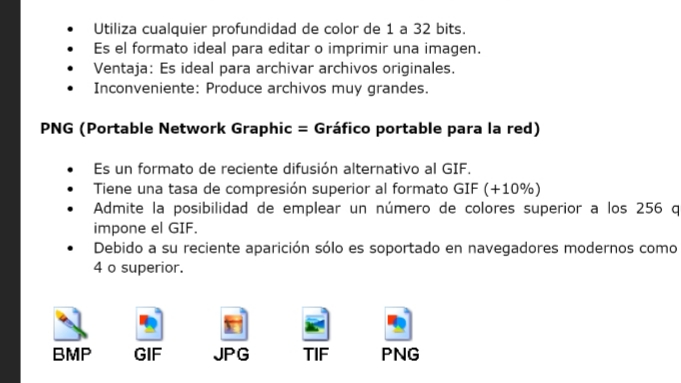 • Utiliza cualquier profundidad de color de 1 a 32 bits.
• Es el formato ideal para editar o imprimir una imagen.
• Ventaja: Es ideal para archivar archivos originales.
• Inconveniente: Produce archivos muy grandes.
PNG (Portable Network Graphic = Gráfico portable para la red)
• Es un formato de reciente difusión alternativo al GIF.
• Tiene una tasa de compresión superior al formato GIF (+10%)
• Admite la posibilidad de emplear un número de colores superior a los 256 q
impone el GIF.
• Debido a su reciente aparición sólo es soportado en navegadores modernos como
4 o superior.
BMP GIF JPG TIF PNG